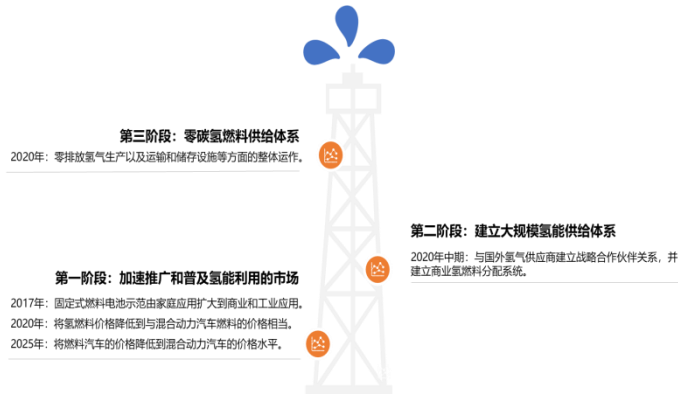 第三阶段：零碳氢燃料供给体系
2020年：零排放氢气生产以及运输和储存设施等方面的整体运作。
第二阶段：建立大规模氢能供给体系
2020年中期：与国外氢气供应商建立战略合作伙伴关系，并
建立商业氢燃料分配系统。
第一阶段：加速推广和普及氢能利用的市场
2017年：固定式燃料电池示范由家庭应用扩大到商业和工业应用。
2020年：将氢燃料价格降低到与混合动力汽车燃料的价格相当。
2025年：将燃料汽车的价格降低到混合动力汽车的价格水平。